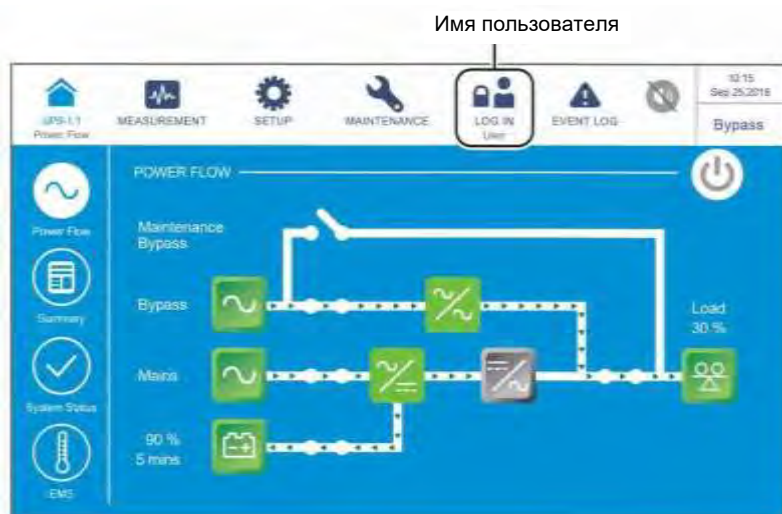 Имя пользователя
10:15
Sep 25,2018
UPS-1.1
Power Flow
MEASUREMENT
SETUP
MAINTENANCE
LOG IN
User
EVENT LOG
Bypass
POWER FLOW
Power Flow
Maintenance
Bypass
Summary
Bypass
Load
30 %
System Status
Mains
90 %
5 mins
EMS